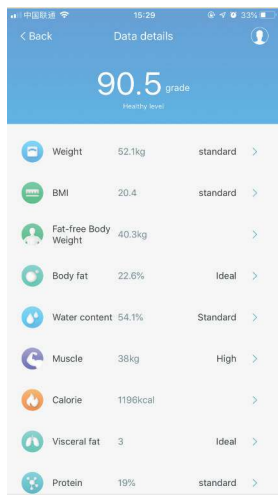 中国联通 15:29 33%
< Back Data details
90.5 grade
Healthy level
Weight 52.1kg standard >
BMI 20.4 standard >
Fat-free Body
Weight 40.3kg >
Body fat 22.6% Ideal >
Water content 54.1% Standard >
Muscle 38kg High >
Calorie 1196kcal >
Visceral fat 3 Ideal >
Protein 19% standard >